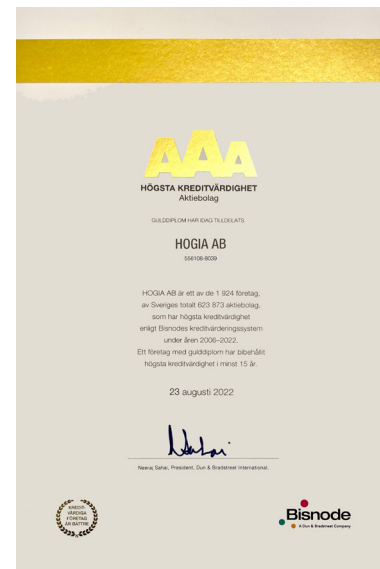 AAA
HÖGSTA KREDITVÄRDIGHET
Aktiebolag
GULDDIPLOM HAR IDAG TILLDELATS
HOGIA AB
556108-8039
HOGIA AB är ett av de 1 924 företag,
av Sveriges totalt 623 873 aktiebolag,
som har högsta kreditvärdighet
enligt Bisnodes kreditvärderingssystem
under åren 2006–2022.
Ett företag med gulddiplom har bibehållit
högsta kreditvärdighet i minst 15 år.
23 augusti 2022
Neeraj Sahai, President, Dun & Bradstreet International.
KREDIT-
VÄRDIGA
FÖRETAG
ÄR BÄTTRE
Bisnode
A Dun & Bradstreet Company